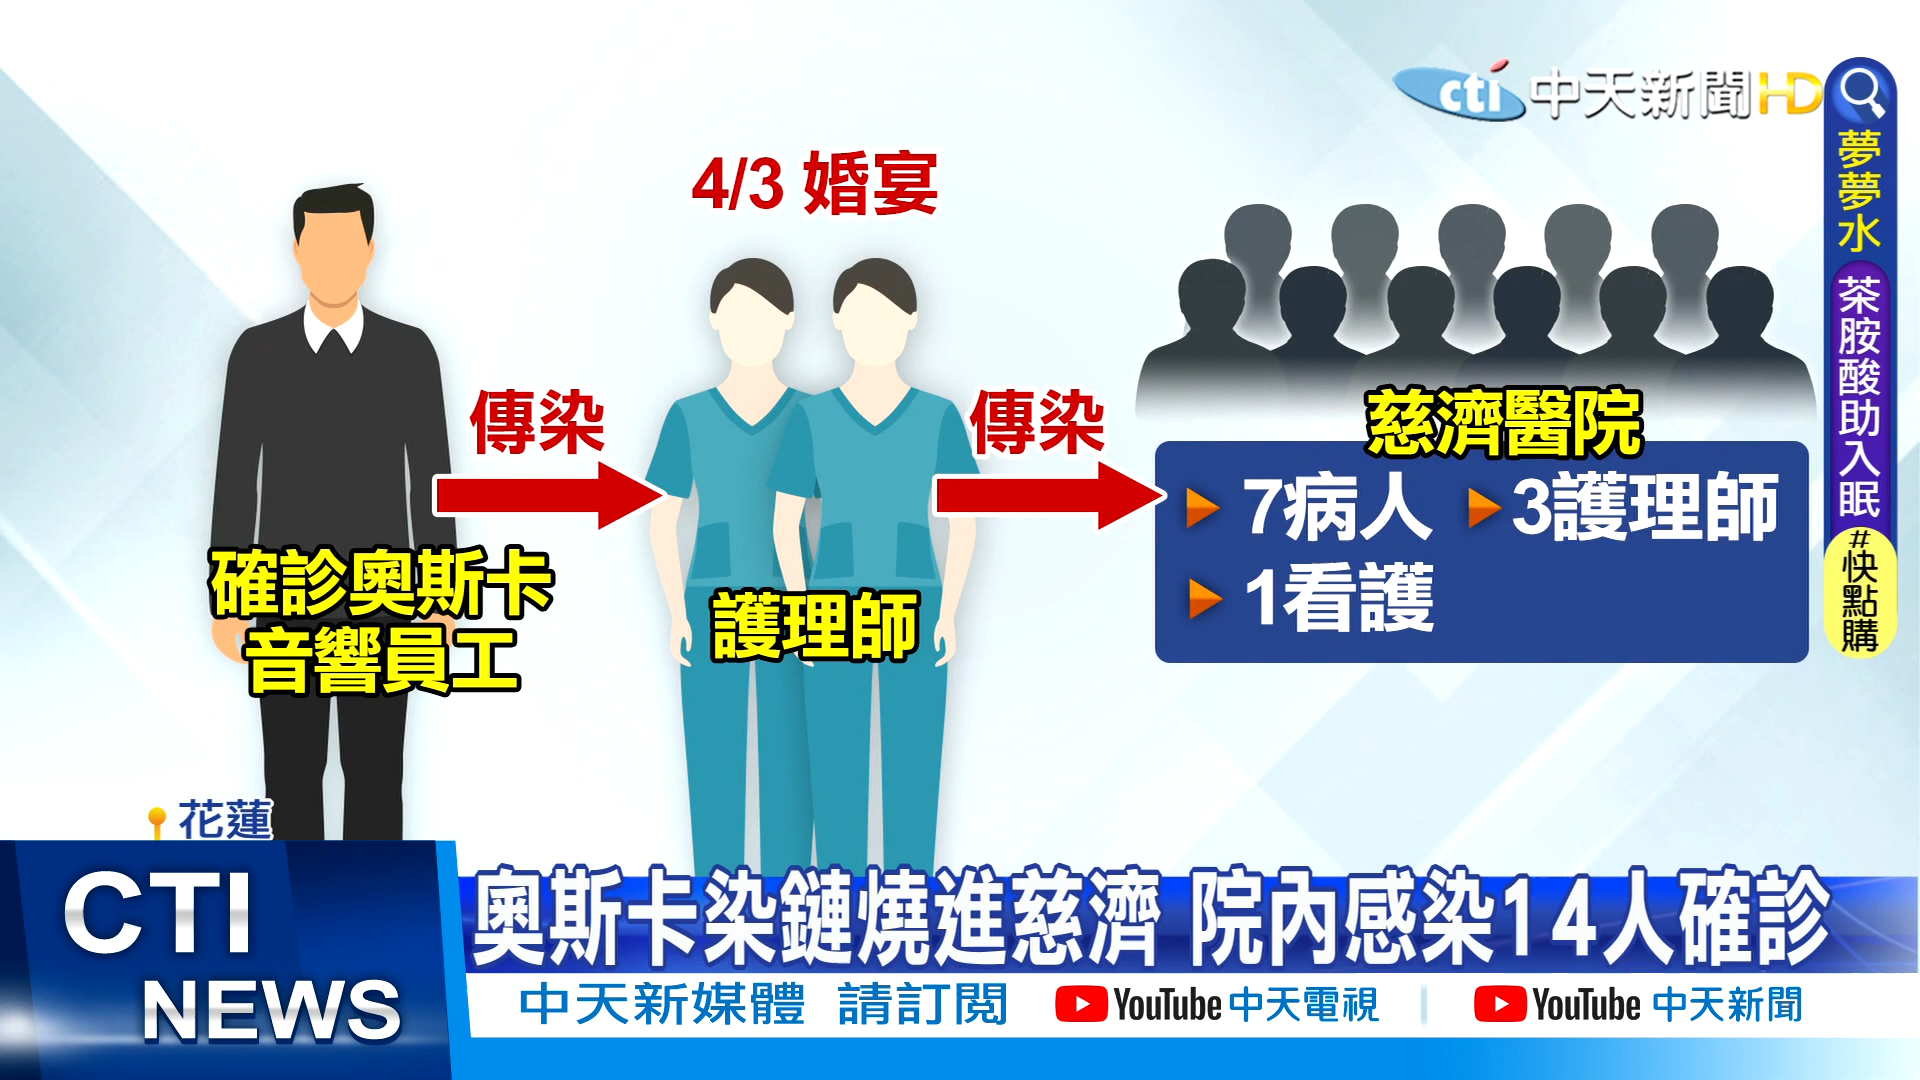 cti 中天新聞HD
夢夢水
茶胺酸助入眠
#快點購
4/3 婚宴
傳染
傳染
確診奧斯卡
音響員工
護理師
慈濟醫院
7病人 3護理師
1看護
花蓮
CTI
NEWS
奧斯卡染鏈燒進慈濟 院內感染14人確診
中天新媒體 請訂閱 YouTube 中天電視 | YouTube 中天新聞